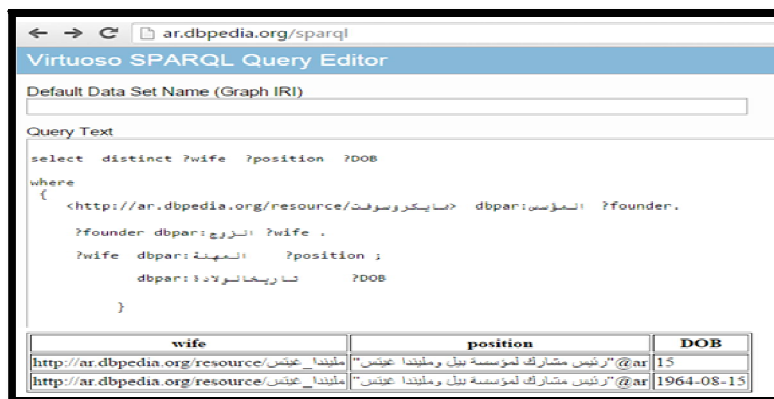 ar.dbpedia.org/sparql
Virtuoso SPARQL Query Editor
Default Data Set Name (Graph IRI)
Query Text
select distinct ?wife ?position ?DOB
where
{
<http://ar.dbpedia.org/resource/مايكروسوفت> dbpar:المؤسس ?founder.
?founder dbpar:الزوج ?wife .
?wife dbpar:المهنة ?position ;
dbpar:تاريخالولادة ?DOB
}
wife position DOB
http://ar.dbpedia.org/resource/مليندا_غيتس "رئيس مشارك لمؤسسة بيل ومليندا غيتس"@ar 15
http://ar.dbpedia.org/resource/مليندا_غيتس "رئيس مشارك لمؤسسة بيل ومليندا غيتس"@ar 1964-08-15